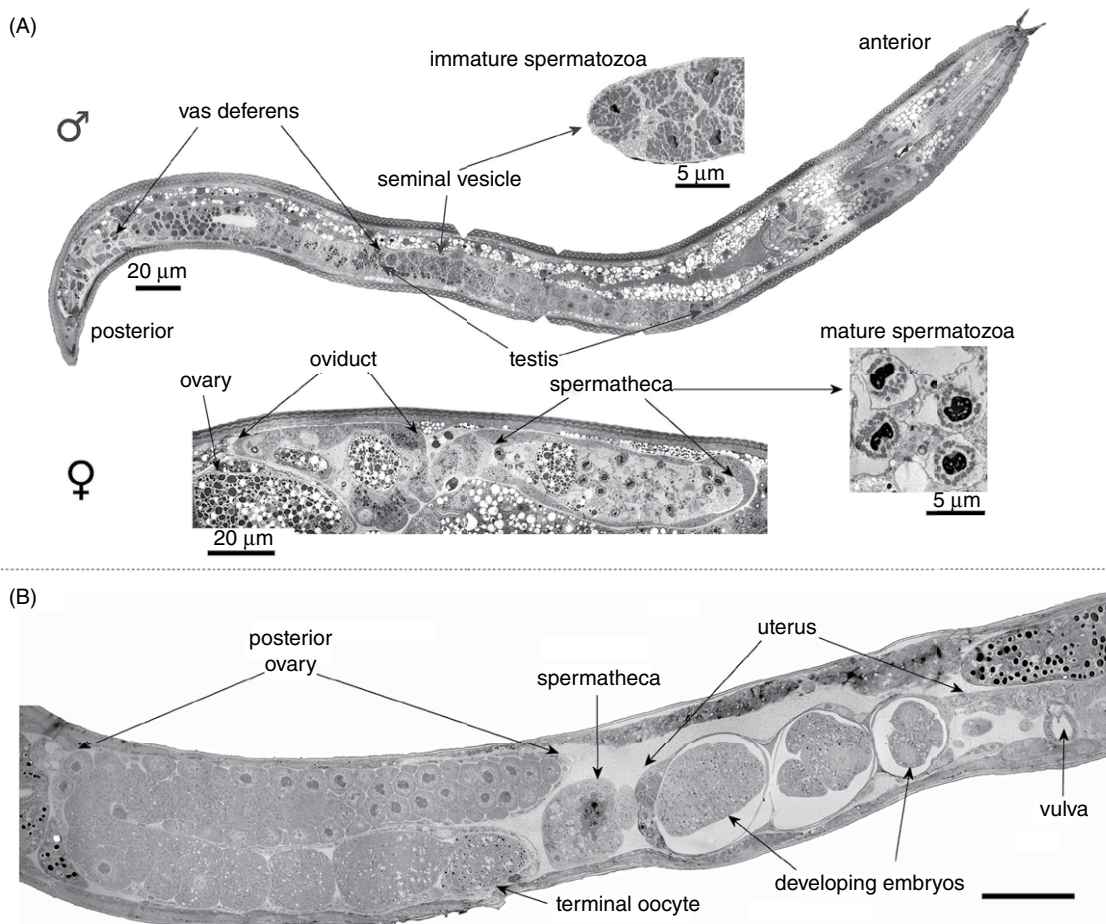 (A)
anterior
immature spermatozoa
♂
vas deferens
5 μm
seminal vesicle
20 μm
posterior
testis
mature spermatozoa
oviduct
ovary
spermatheca
♀
5 μm
20 μm
(B)
uterus
posterior
ovary
spermatheca
vulva
developing embryos
terminal oocyte